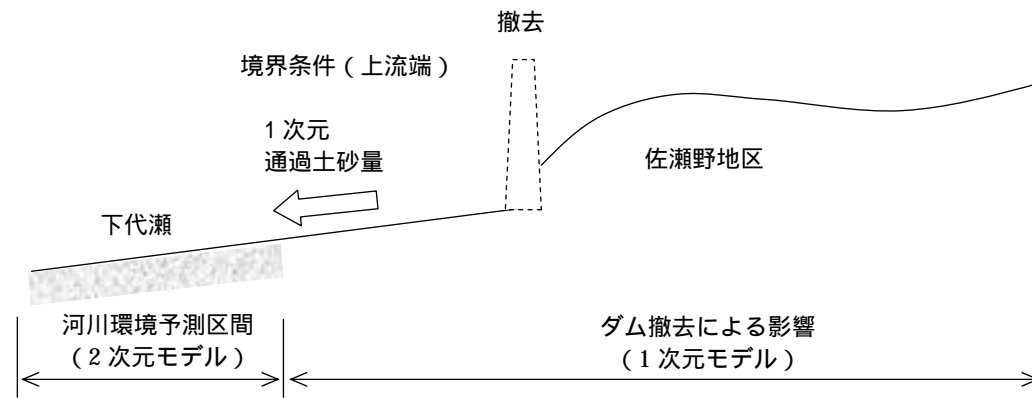 撤去
境界条件(上流端)
1次元
通過土砂量
佐瀬野地区
下代瀬
河川環境予測区間
(2次元モデル)
ダム撤去による影響
(1次元モデル)